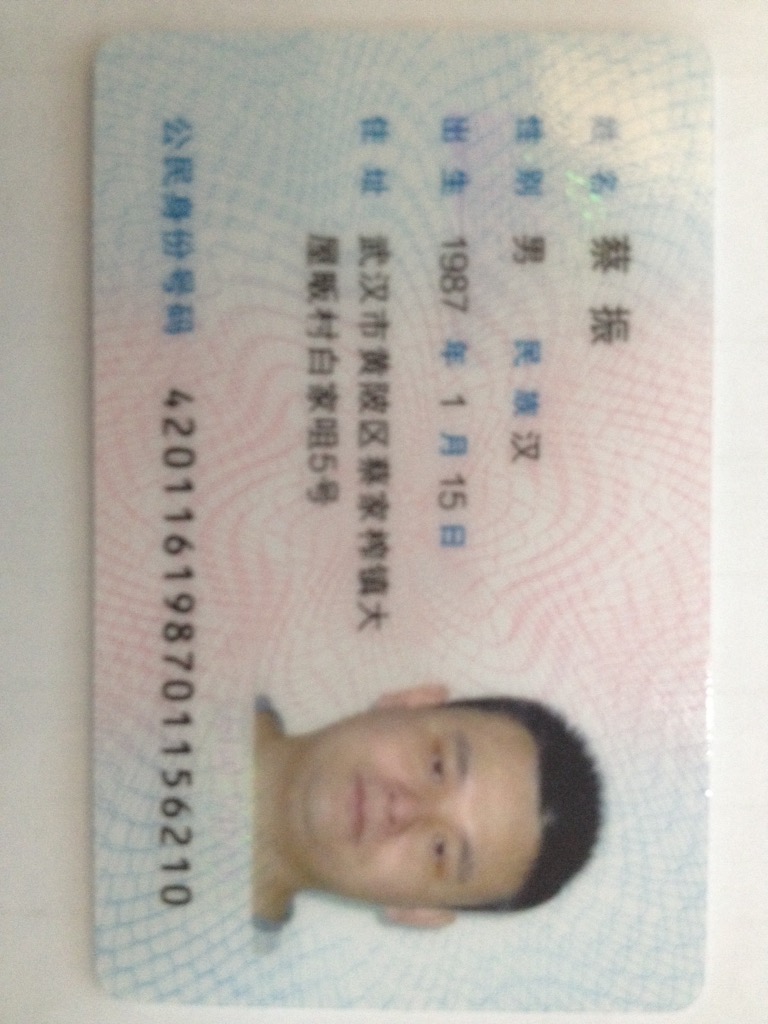 姓名 蔡振
性别 男 民族 汉
出生 1987 年 1 月 15 日
住址 武汉市黄陂区蔡家榨镇大
屋畈村白家咀5号
公民身份号码 420116198701156210